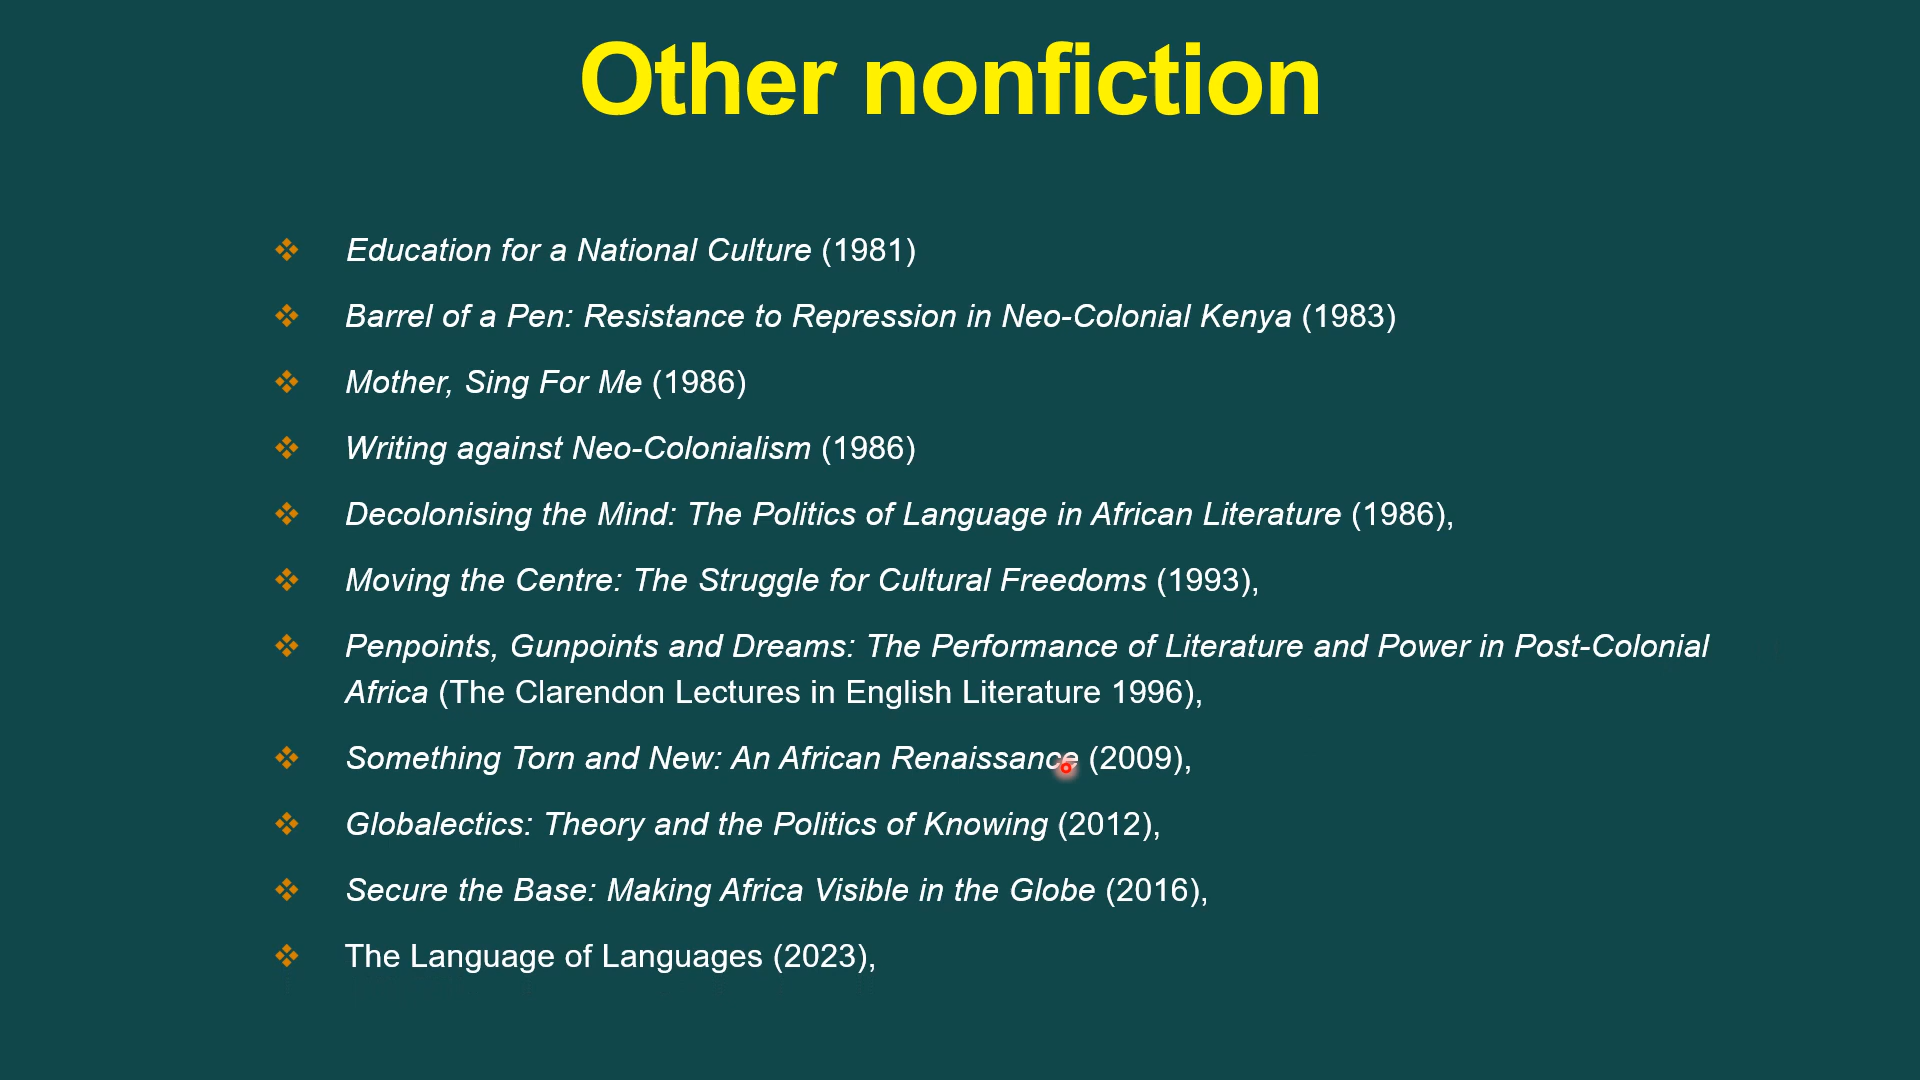 Other nonfiction
Education for a National Culture (1981)
Barrel of a Pen: Resistance to Repression in Neo-Colonial Kenya (1983)
Mother, Sing For Me (1986)
Writing against Neo-Colonialism (1986)
Decolonising the Mind: The Politics of Language in African Literature (1986),
Moving the Centre: The Struggle for Cultural Freedoms (1993),
Penpoints, Gunpoints and Dreams: The Performance of Literature and Power in Post-Colonial
Africa (The Clarendon Lectures in English Literature 1996),
Something Torn and New: An African Renaissance (2009),
Globalectics: Theory and the Politics of Knowing (2012),
Secure the Base: Making Africa Visible in the Globe (2016),
The Language of Languages (2023),